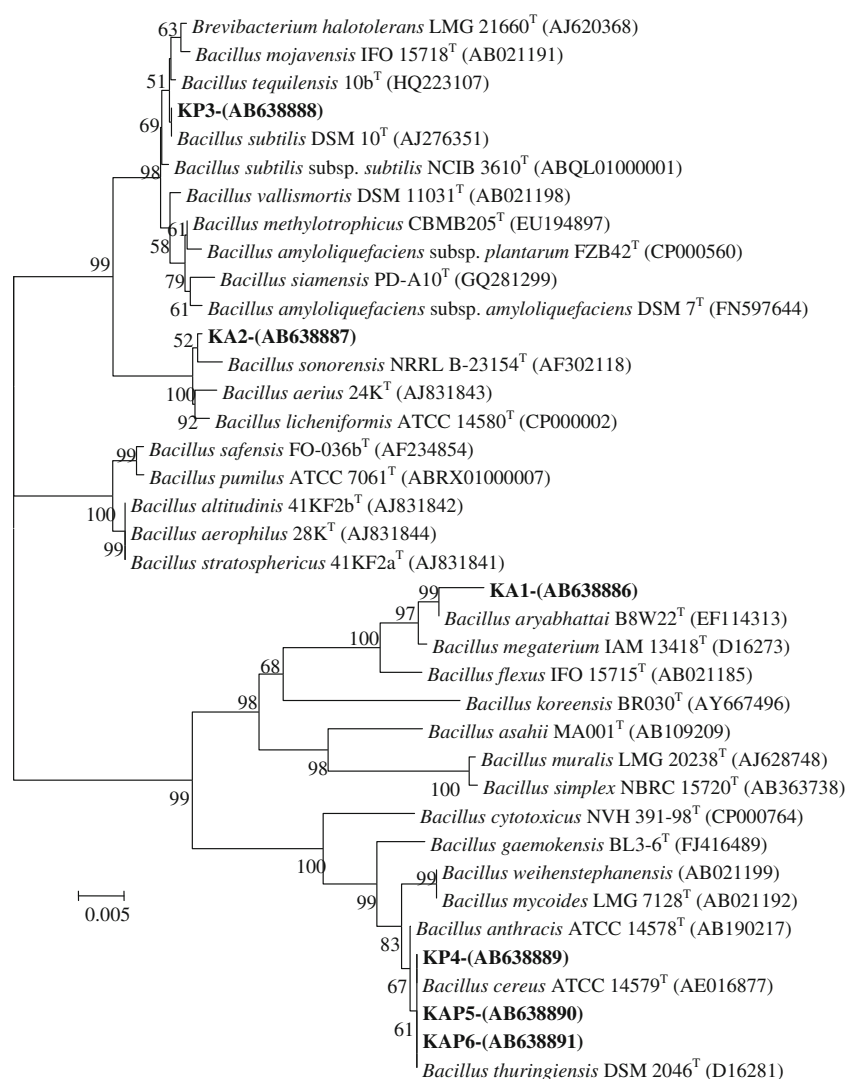 Brevibacterium halotolerans LMG 21660T (AJ620368)
63
Bacillus mojavensis IFO 15718T (AB021191)
51
Bacillus tequilensis 10bT (HQ223107)
KP3-(AB638888)
69
Bacillus subtilis DSM 10T (AJ276351)
98
Bacillus subtilis subsp. subtilis NCIB 3610T (ABQL01000001)
Bacillus vallismortis DSM 11031T (AB021198)
61
Bacillus methylotrophicus CBMB205T (EU194897)
58
Bacillus amyloliquefaciens subsp. plantarum FZB42T (CP000560)
99
79
Bacillus siamensis PD-A10T (GQ281299)
61
Bacillus amyloliquefaciens subsp. amyloliquefaciens DSM 7T (FN597644)
52
KA2-(AB638887)
Bacillus sonorensis NRRL B-23154T (AF302118)
100
Bacillus aerius 24KT (AJ831843)
92
Bacillus licheniformis ATCC 14580T (CP000002)
99
Bacillus safensis FO-036bT (AF234854)
Bacillus pumilus ATCC 7061T (ABRX01000007)
100
Bacillus altitudinis 41KF2bT (AJ831842)
99
Bacillus aerophilus 28KT (AJ831844)
Bacillus stratosphericus 41KF2aT (AJ831841)
99
KA1-(AB638886)
97
Bacillus aryabhattai B8W22T (EF114313)
100
Bacillus megaterium IAM 13418T (D16273)
68
Bacillus flexus IFO 15715T (AB021185)
98
Bacillus koreensis BR030T (AY667496)
Bacillus asahii MA001T (AB109209)
98
Bacillus muralis LMG 20238T (AJ628748)
100
Bacillus simplex NBRC 15720T (AB363738)
99
Bacillus cytotoxicus NVH 391-98T (CP000764)
100
Bacillus gaemokensis BL3-6T (FJ416489)
99
Bacillus weihenstephanensis (AB021199)
99
Bacillus mycoides LMG 7128T (AB021192)
0.005
Bacillus anthracis ATCC 14578T (AB190217)
83
KP4-(AB638889)
67
Bacillus cereus ATCC 14579T (AE016877)
KAP5-(AB638890)
61
KAP6-(AB638891)
Bacillus thuringiensis DSM 2046T (D16281)